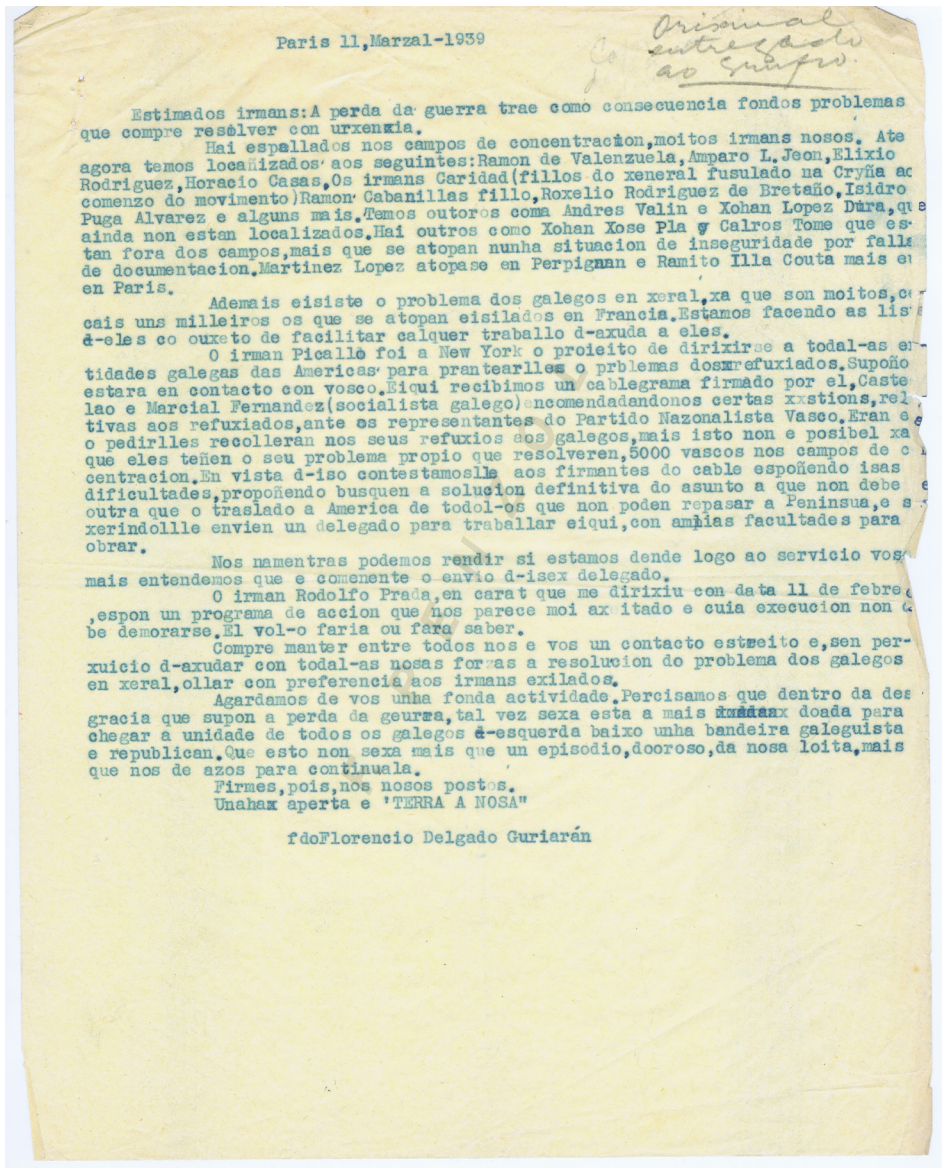 Orixinal
entregado
ao Grupo.
Paris 11,Marzal-1939
Estimados irmans:A perda da guerra trae como consecuencia fondos problemas
que compre resolver con urxenxia.
Hai espallados nos campos de concentracion,moitos irmans nosos. Ate
agora temos locañizados aos seguintes:Ramon de Valenzuela,Amparo L.Jeon,Elixio
Rodriguez,Horacio Casas,Os irmans Caridad(fillos do xeneral fusulado na Cryña ao
comenzo do movimento)Ramon Cabanillas fillo,Roxelio Rodriguez de Bretaño.Isidro
Puga Alvarez e alguns mais.Temos outoros coma Andres Valin e Xohan Lopez Dura,que
ainda non estan localizados.Hai outros como Xohan Xose Pla y Calros Tome que es-
tan fora dos campos,mais que se atopan nunha situacion de inseguridade por falla
de documentacion.Martinez Lopez atopase en Perpignan e Ramito Illa Couta mais eu
en Paris.
Ademais eisiste o problema dos galegos en xeral,xa que son moitos,
cais uns milleiros os que se atopan eisilados en Francia.Estamos facendo as lis
d-eles co ouxeto de facilitar calquer traballo d-axuda a eles.
O irman Picallo foi a New York o proieito de dirixirse a todal-as en
tidades galegas das Americas para prantearlles o prblemas dosxrefuxiados.Supoño
estara en contacto con vosco.Eiqui recibimos un cablegrama firmado por el,Caste
lao e Marcial Fernandez(socialista galego)encomendadandonos certas xxstions,rel
tivas aos refuxiados,ante os representantes do Partido Nazonalista Vasco.Eran e
o pedirlles recolleran nos seus refuxios aos galegos,mais isto non e posibel xa
que eles teñen o seu problema propio que resolveren,5000 vascos nos campos de c
centracion.En vista d-iso contestamoslle aos firmantes do cable espoñendo isas
dificultades,propoñendo busquen a solucion definitiva do asunto a que non debe
outra que o traslado a America de todol-os que non poden repasar a Peninsua,e s
xerindollle envien un delegado para traballar eiqui,con amplias facultades para
obrar.
Nos namentras podemos rendir si estamos dende logo ao servicio vos
mais entendemos que e comenente o envio d-isex delegado.
O irman Rodolfo Prada,en carat que me dirixiu con data 11 de febre
,espon un programa de accion que nos parece moi ax itado e cuia execucion non d
be demorarse.El vol-o faria ou fara saber.
Compre manter entre todos nos e vos un contacto estreito e,sen per-
xuicio d-axudar con todal-as nosas forzas a resolucion do problema dos galegos
en xeral,ollar con preferencia aos irmans exilados.
Agardamos de vos unha fonda actividade.Percisamos que dentro da des
gracia que supon a perda da geurra,tal vez sexa esta a mais doada para
chegar a unidade de todos os galegos d-esquerda baixo unha bandeira galeguista
e republican.Que esto non sexa mais que un episodio,dooroso,da nosa loita,mais
que nos de azos para continuala.
Firmes,pois,nos nosos postos.
Unahax aperta e "TERRA A NOSA"
fdoFlorencio Delgado Guriarán